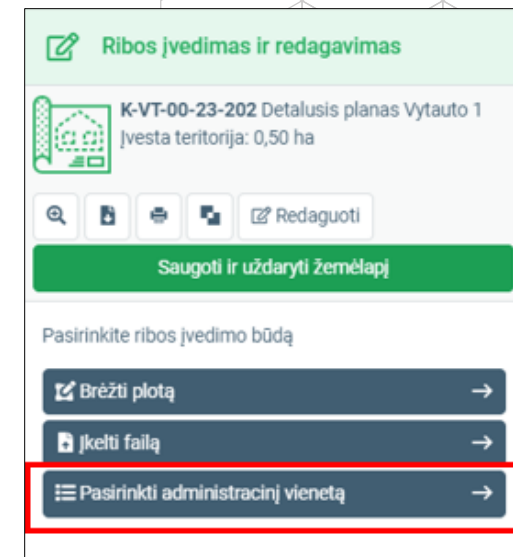 Ribos įvedimas ir redagavimas
K-VT-00-23-202 Detalusis planas Vytauto 1
Įvesta teritorija: 0,50 ha
Redaguoti
Saugoti ir uždaryti žemėlapį
Pasirinkite ribos įvedimo būdą
Brėžti plotą
Įkelti failą
Pasirinkti administracinį vienetą